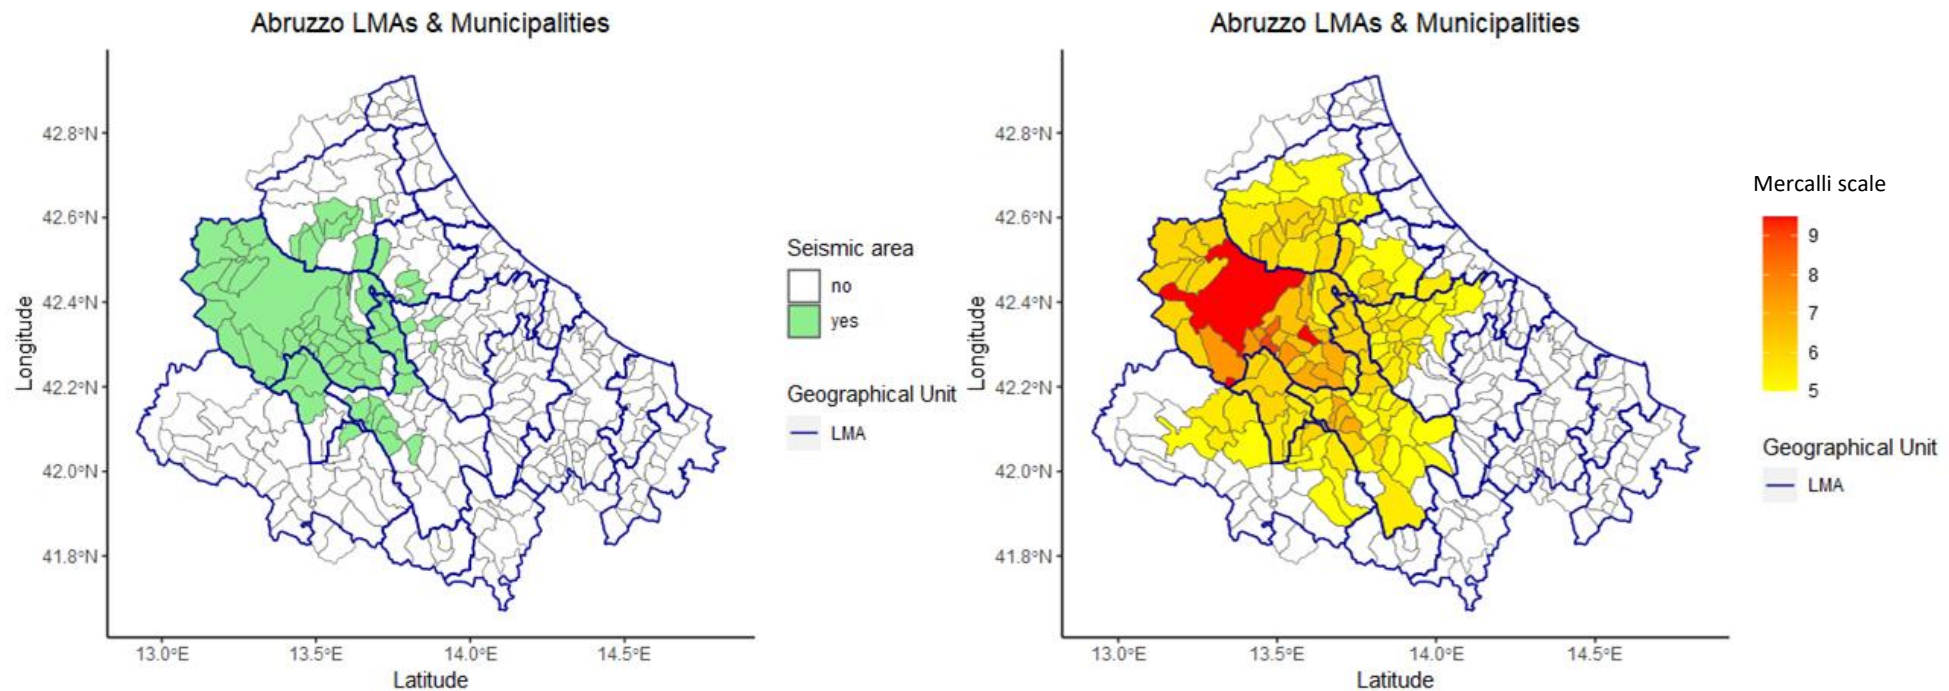 Abruzzo LMAs & Municipalities
42.8°N
42.6°N
42.4°N
42.2°N
42.0°N
41.8°N
Longitude
13.0°E
13.5°E
14.0°E
14.5°E
Latitude
Seismic area
no
yes
Geographical Unit
LMA
Abruzzo LMAs & Municipalities
42.8°N
42.6°N
42.4°N
42.2°N
42.0°N
41.8°N
Longitude
13.0°E
13.5°E
14.0°E
14.5°E
Latitude
Mercalli scale
9
8
7
6
5
Geographical Unit
LMA